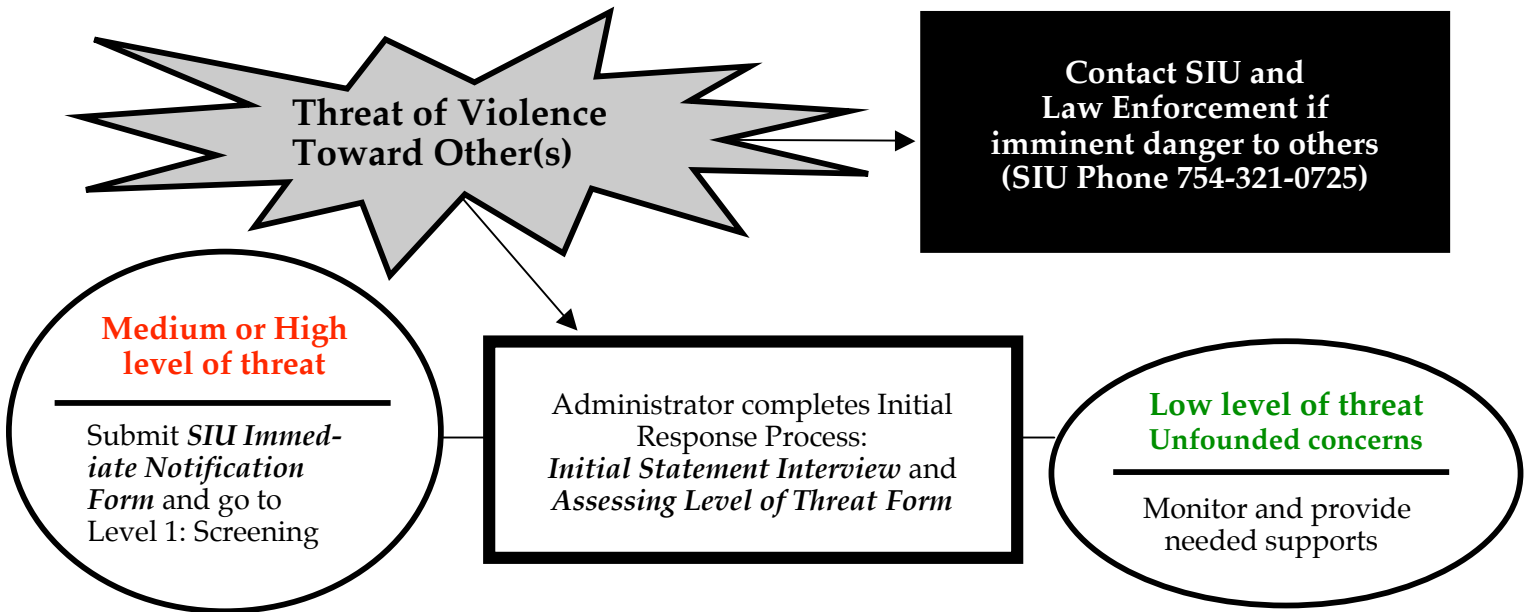 Threat of Violence
Toward Other(s)
Contact SIU and
Law Enforcement if
imminent danger to others
(SIU Phone 754-321-0725)
Medium or High
level of threat
Submit SIU Immed-
iate Notification
Form and go to
Level 1: Screening
Administrator completes Initial
Response Process:
Initial Statement Interview and
Assessing Level of Threat Form
Low level of threat
Unfounded concerns
Monitor and provide
needed supports